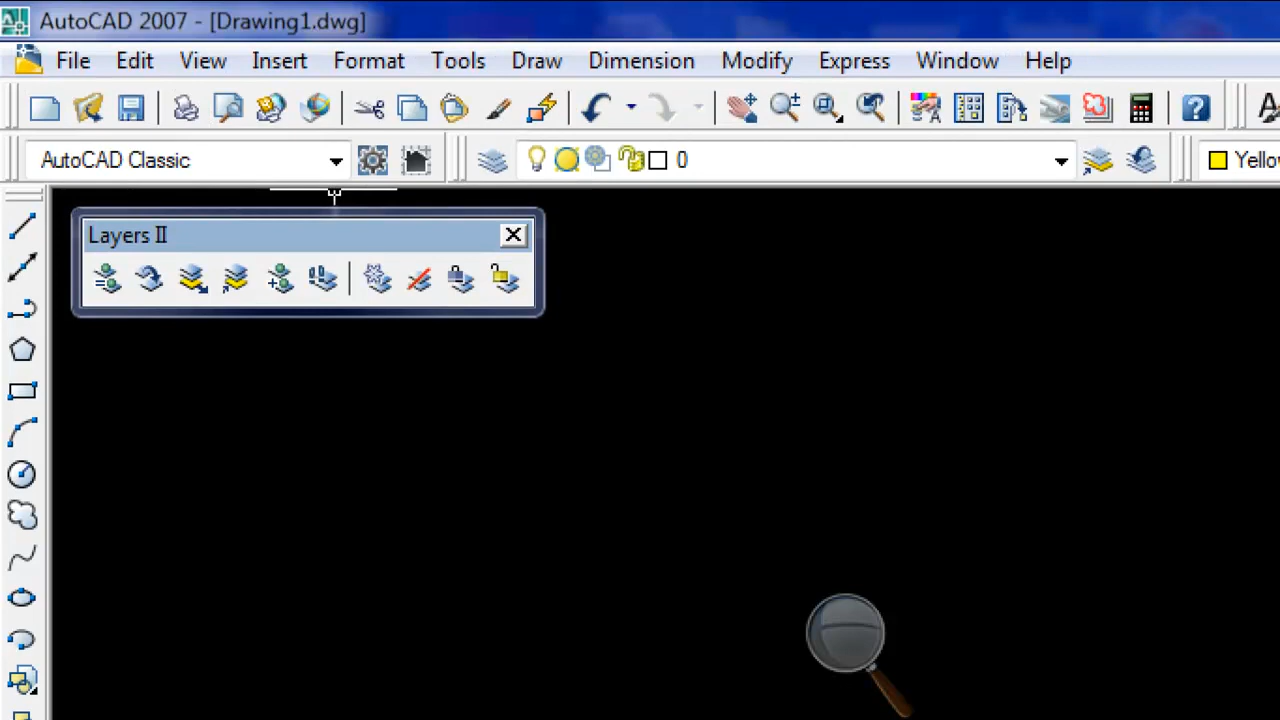 AutoCAD 2007 - [Drawing1.dwg]
File Edit View Insert Format Tools Draw Dimension Modify Express Window Help
AutoCAD Classic 0
Layers II